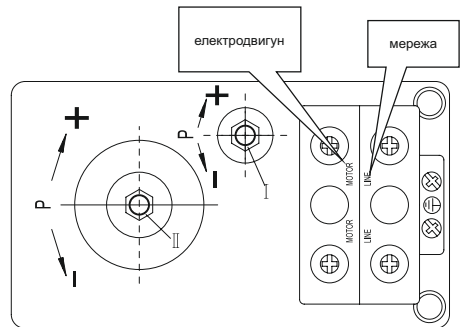 електродвигун
мережа
+
+
P
P
-
-
I
II
MOTOR
LINE
MOTOR
LINE